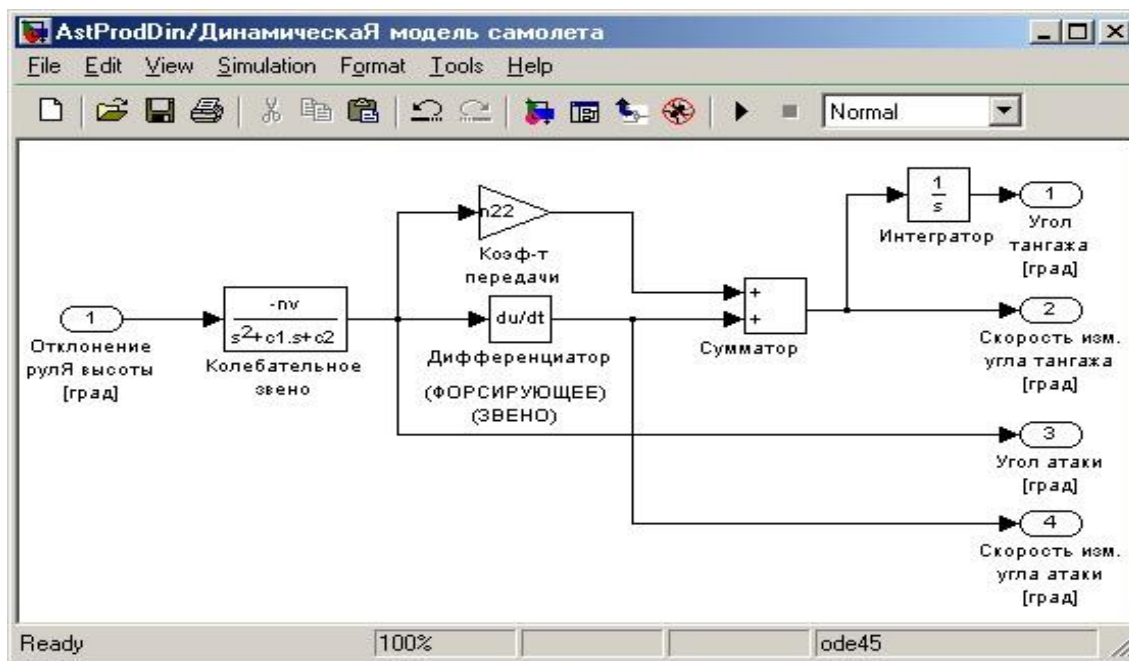 AstProdDin/ДинамическаЯ модель самолета
File Edit View Simulation Format Tools Help
Normal
1
s
Интегратор
1
Угол
тангажа
[град]
n22
Коэф-т
передачи
1
Отклонение
рулЯ высоты
[град]
-nv
s2+c1.s+c2
Колебательное
звено
du/dt
Дифференциатор
(ФОРСИРУЮЩЕЕ)
(ЗВЕНО)
+
+
Сумматор
2
Скорость изм.
угла тангажа
[град]
3
Угол атаки
[град]
4
Скорость изм.
угла атаки
[град]
Ready 100% ode45